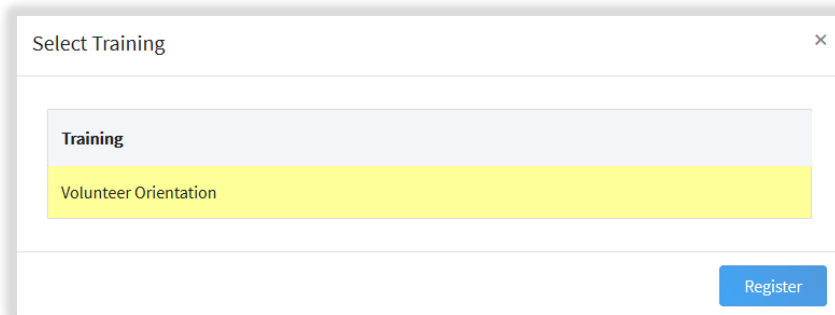 Select Training
×
Training
Volunteer Orientation
Register